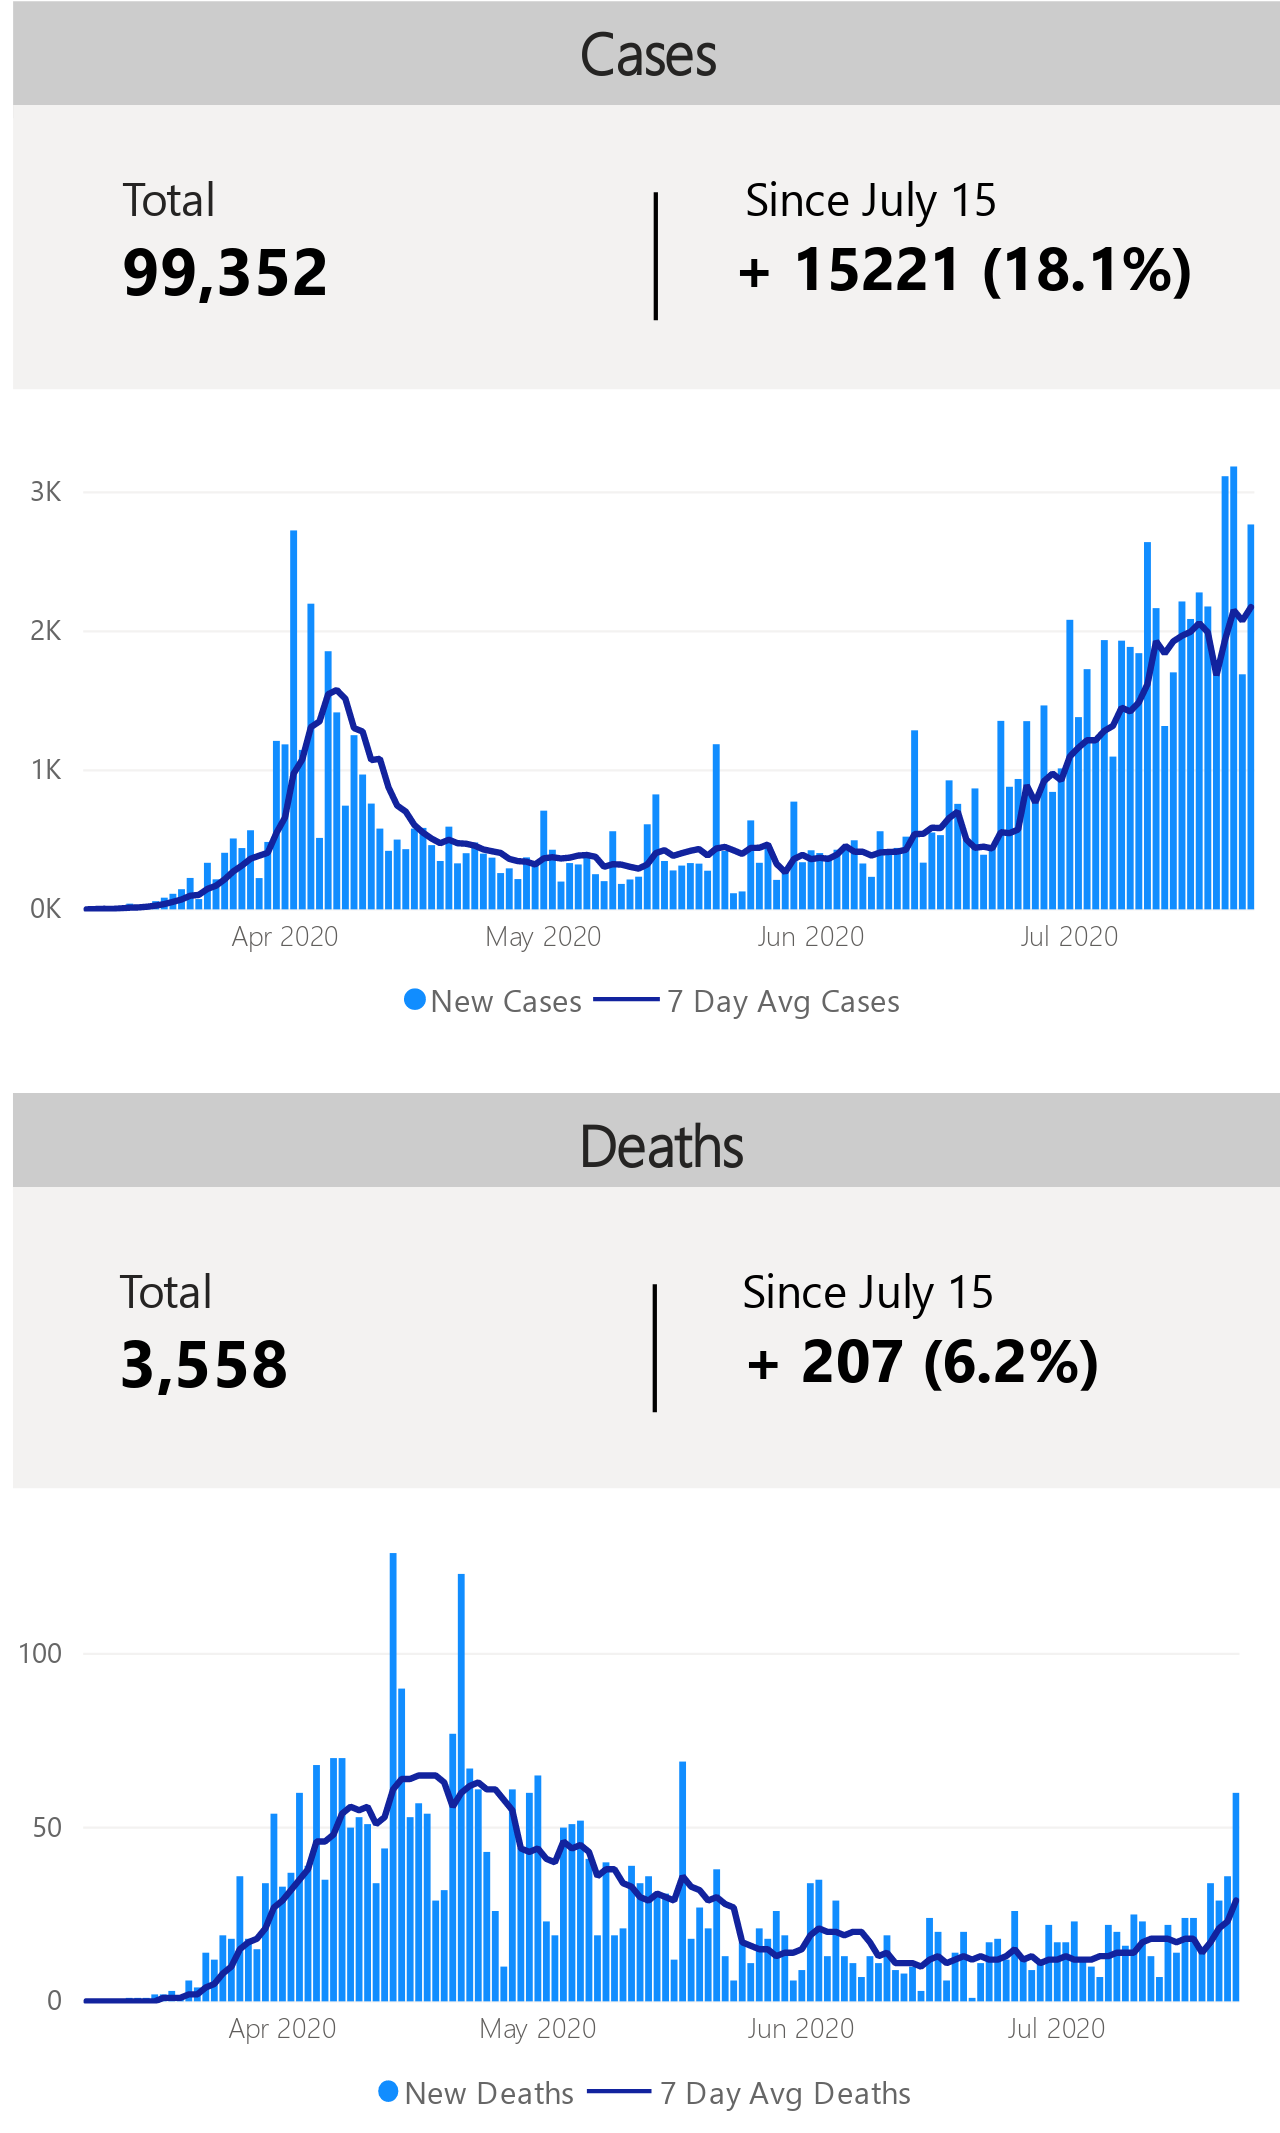 Cases
Total
Since July 15
99,352
+ 15221 (18.1%)
3K
2K
1K
0K
Apr 2020
May 2020
Jun 2020
Jul 2020
New Cases
7 Day Avg Cases
Deaths
Total
Since July 15
3,558
+ 207 (6.2%)
100
50
0
Apr 2020
May 2020
Jun 2020
Jul 2020
New Deaths
7 Day Avg Deaths